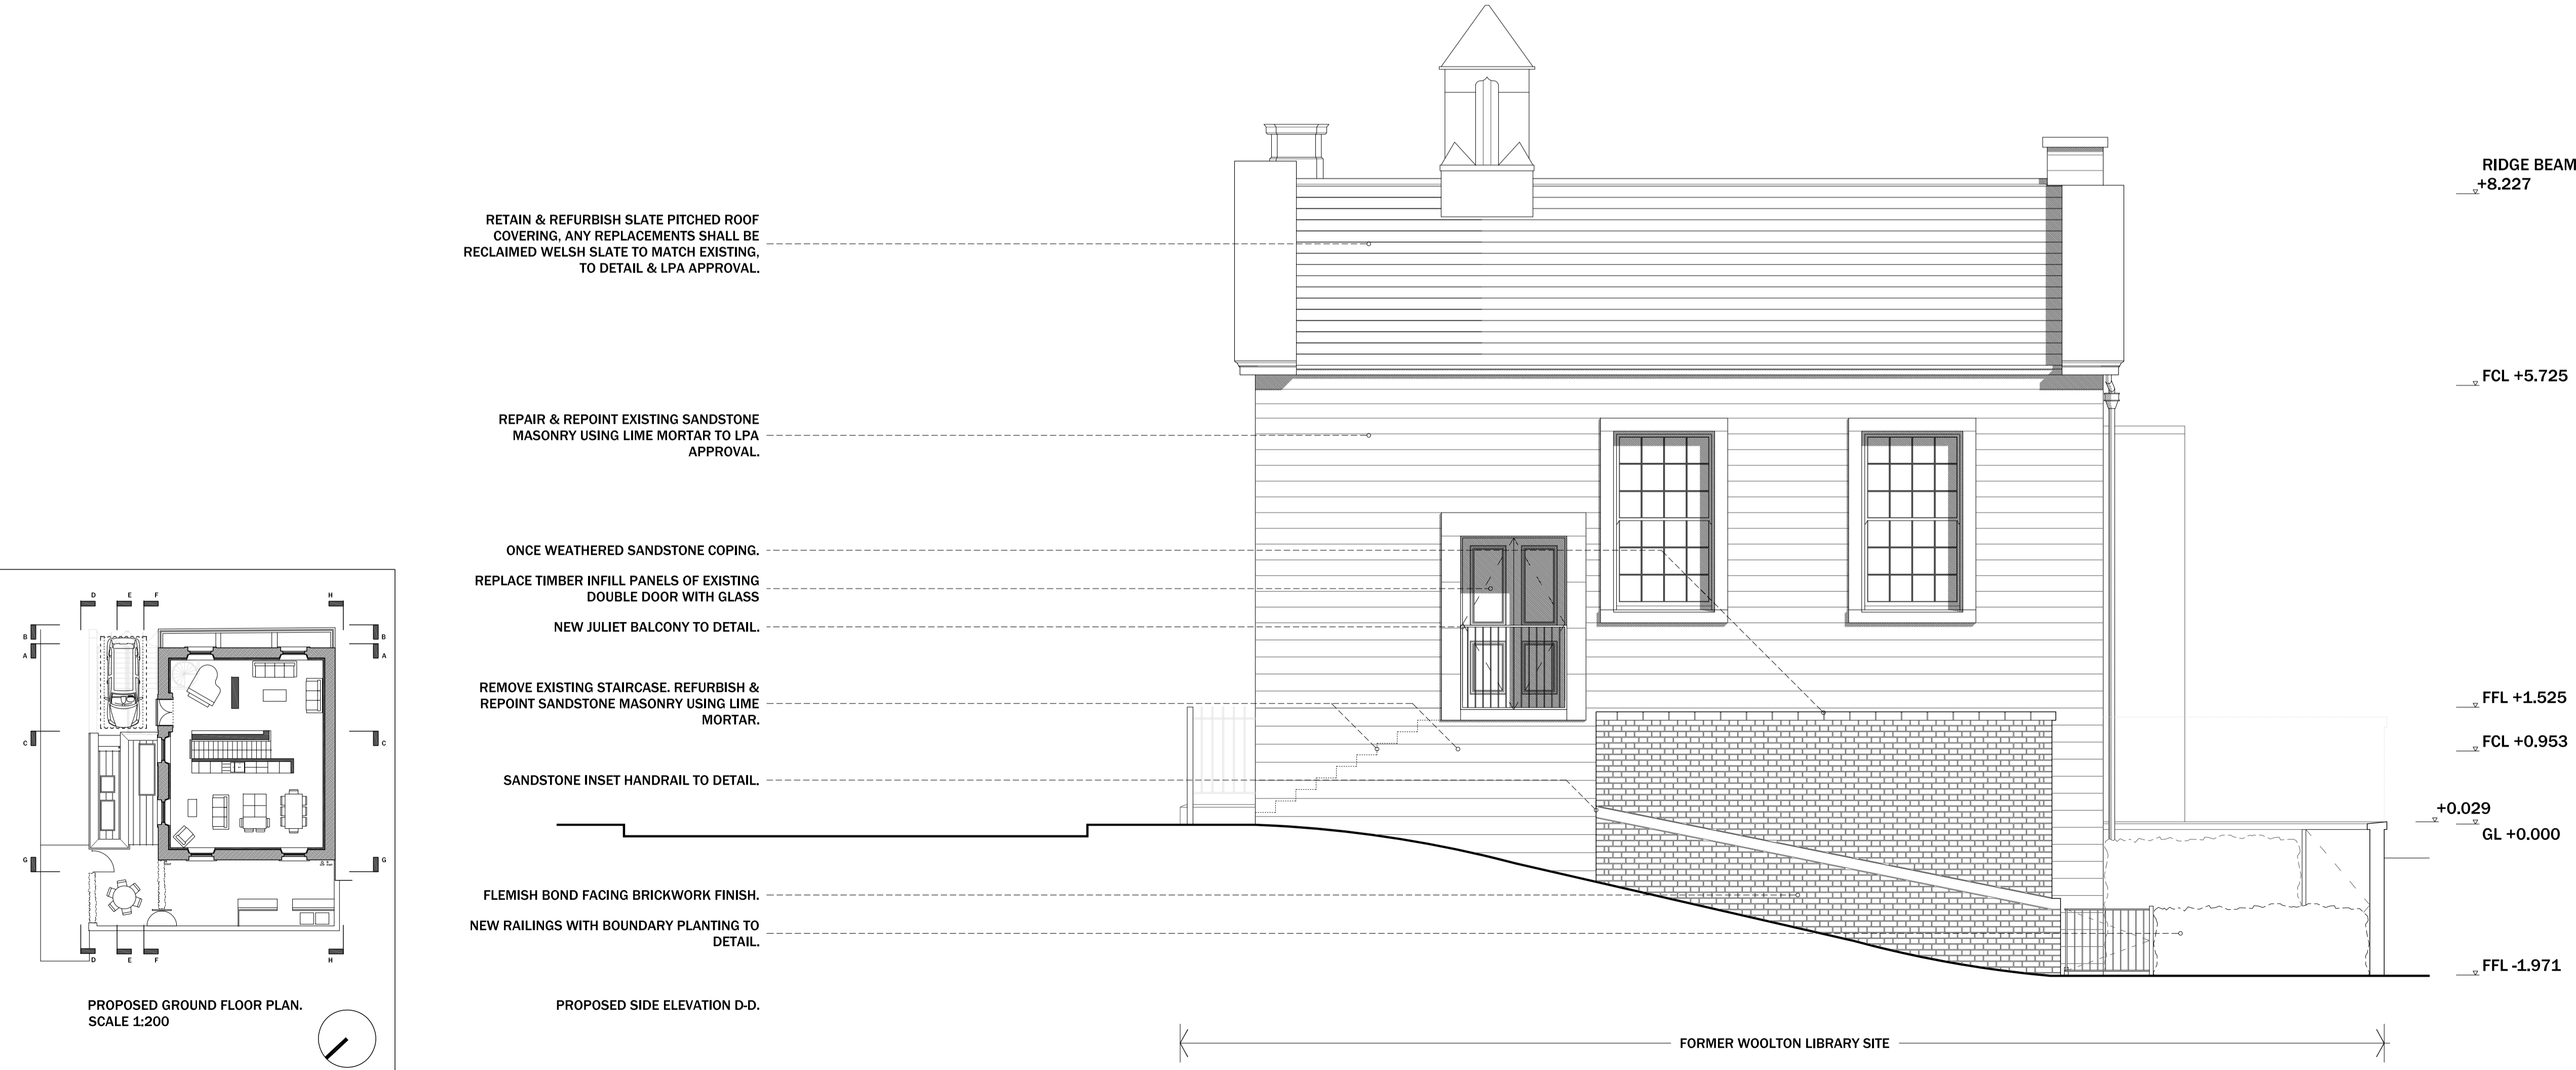 RETAIN & REFURBISH SLATE PITCHED ROOF
COVERING, ANY REPLACEMENTS SHALL BE
RECLAIMED WELSH SLATE TO MATCH EXISTING,
TO DETAIL & LPA APPROVAL.
REPAIR & REPOINT EXISTING SANDSTONE
MASONRY USING LIME MORTAR TO LPA
APPROVAL.
ONCE WEATHERED SANDSTONE COPING.
REPLACE TIMBER INFILL PANELS OF EXISTING
DOUBLE DOOR WITH GLASS
NEW JULIET BALCONY TO DETAIL.
REMOVE EXISTING STAIRCASE. REFURBISH &
REPOINT SANDSTONE MASONRY USING LIME
MORTAR.
SANDSTONE INSET HANDRAIL TO DETAIL.
FLEMISH BOND FACING BRICKWORK FINISH.
NEW RAILINGS WITH BOUNDARY PLANTING TO
DETAIL.
PROPOSED SIDE ELEVATION D-D.
D E F H
B B
A A
C C
G G
D E F H
PROPOSED GROUND FLOOR PLAN.
SCALE 1:200
RIDGE BEAM
+8.227
FCL +5.725
FFL +1.525
FCL +0.953
+0.029
GL +0.000
FFL -1.971
FORMER WOOLTON LIBRARY SITE